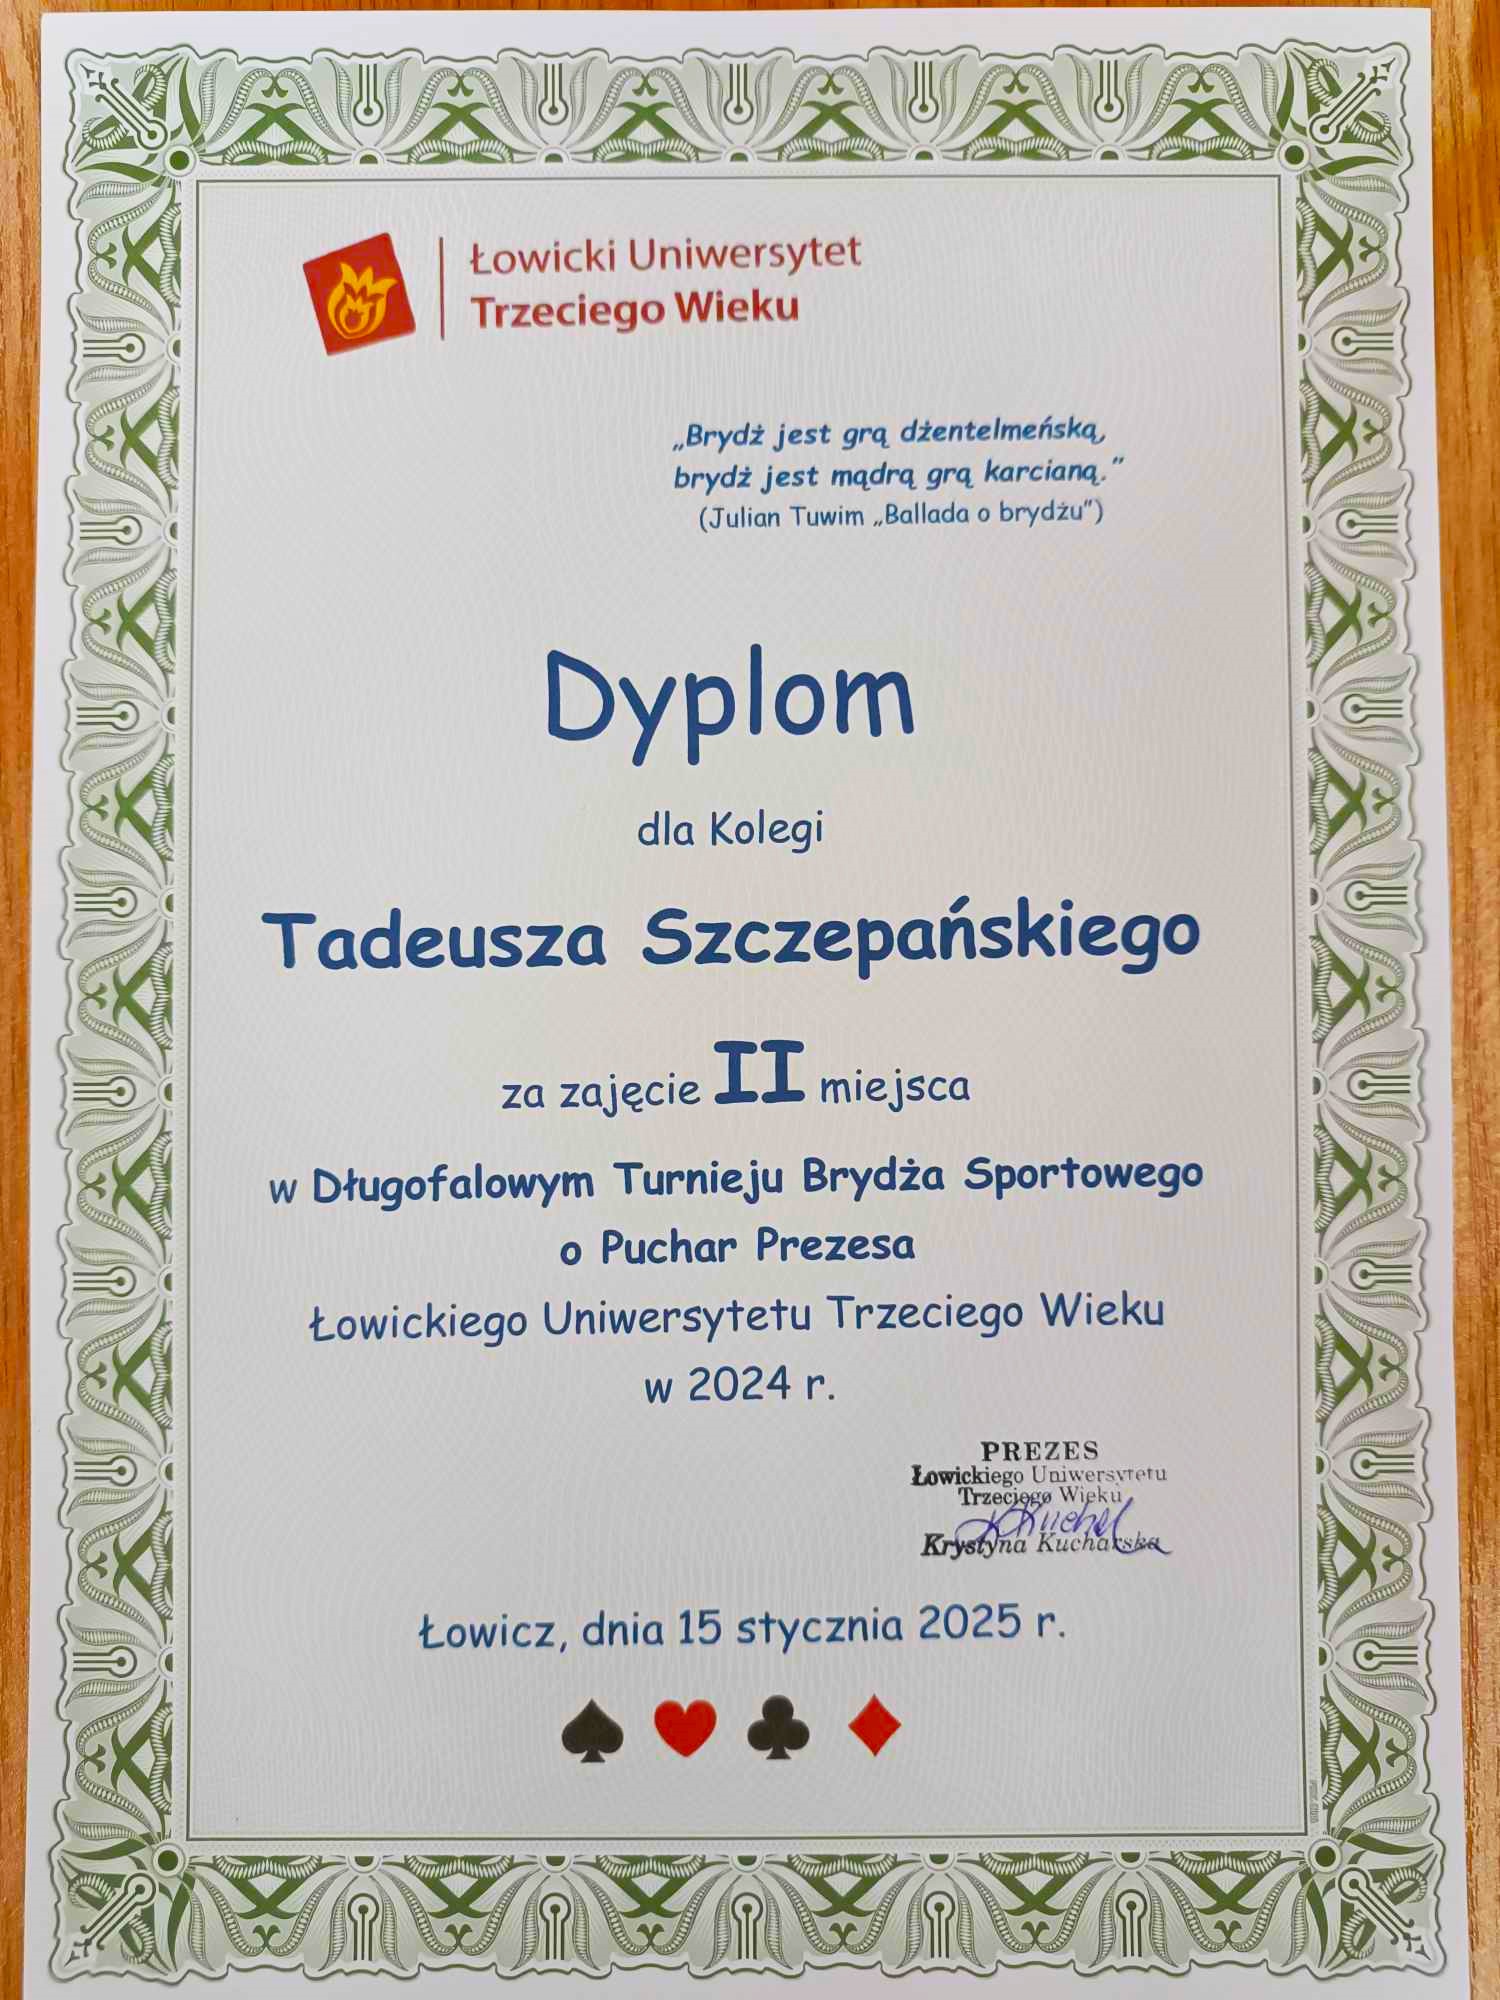 Łowicki Uniwersytet
Trzeciego Wieku
„Brydż jest grą dżentelmeńską,
brydż jest mądrą grą karcianą.”
(Julian Tuwim „Ballada o brydżu”)
Dyplom
dla Kolegi
Tadeusza Szczepańskiego
za zajęcie II miejsca
w Długofalowym Turnieju Brydża Sportowego
o Puchar Prezesa
Łowickiego Uniwersytetu Trzeciego Wieku
w 2024 r.
PREZES
Łowickiego Uniwersytetu
Trzeciego Wieku
Krystyna Kucharska
Łowicz, dnia 15 stycznia 2025 r.